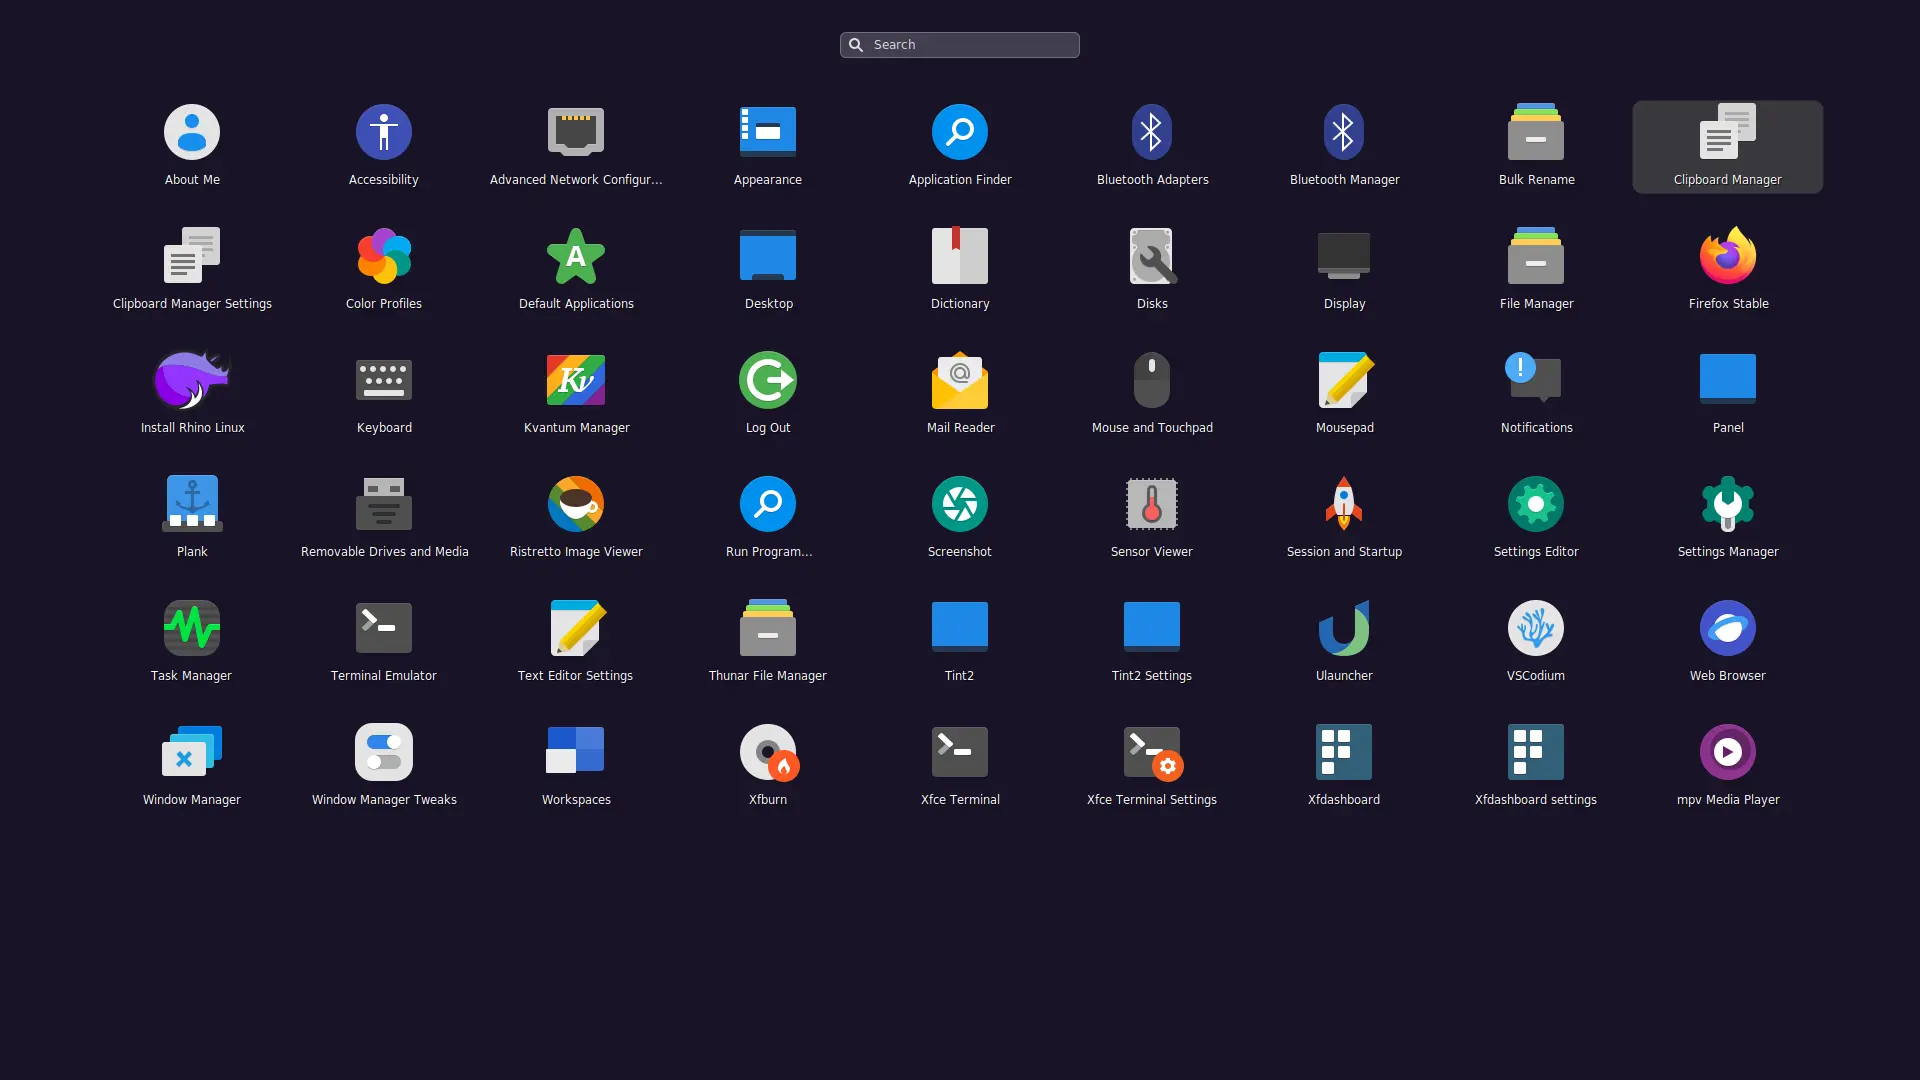 Search
About Me
Accessibility
Advanced Network Configur...
Appearance
Application Finder
Bluetooth Adapters
Bluetooth Manager
Bulk Rename
Clipboard Manager
Clipboard Manager Settings
Color Profiles
A
Default Applications
Desktop
Dictionary
Disks
Display
File Manager
Firefox Stable
Install Rhino Linux
Keyboard
Kv
Kvantum Manager
Log Out
@
Mail Reader
Mouse and Touchpad
Mousepad
!
Notifications
Panel
Plank
Removable Drives and Media
Ristretto Image Viewer
Run Program...
Screenshot
Sensor Viewer
Session and Startup
Settings Editor
Settings Manager
Task Manager
Terminal Emulator
Text Editor Settings
Thunar File Manager
Tint2
Tint2 Settings
Ulauncher
VSCodium
Web Browser
Window Manager
Window Manager Tweaks
Workspaces
Xfburn
Xfce Terminal
Xfce Terminal Settings
Xfdashboard
Xfdashboard settings
mpv Media Player